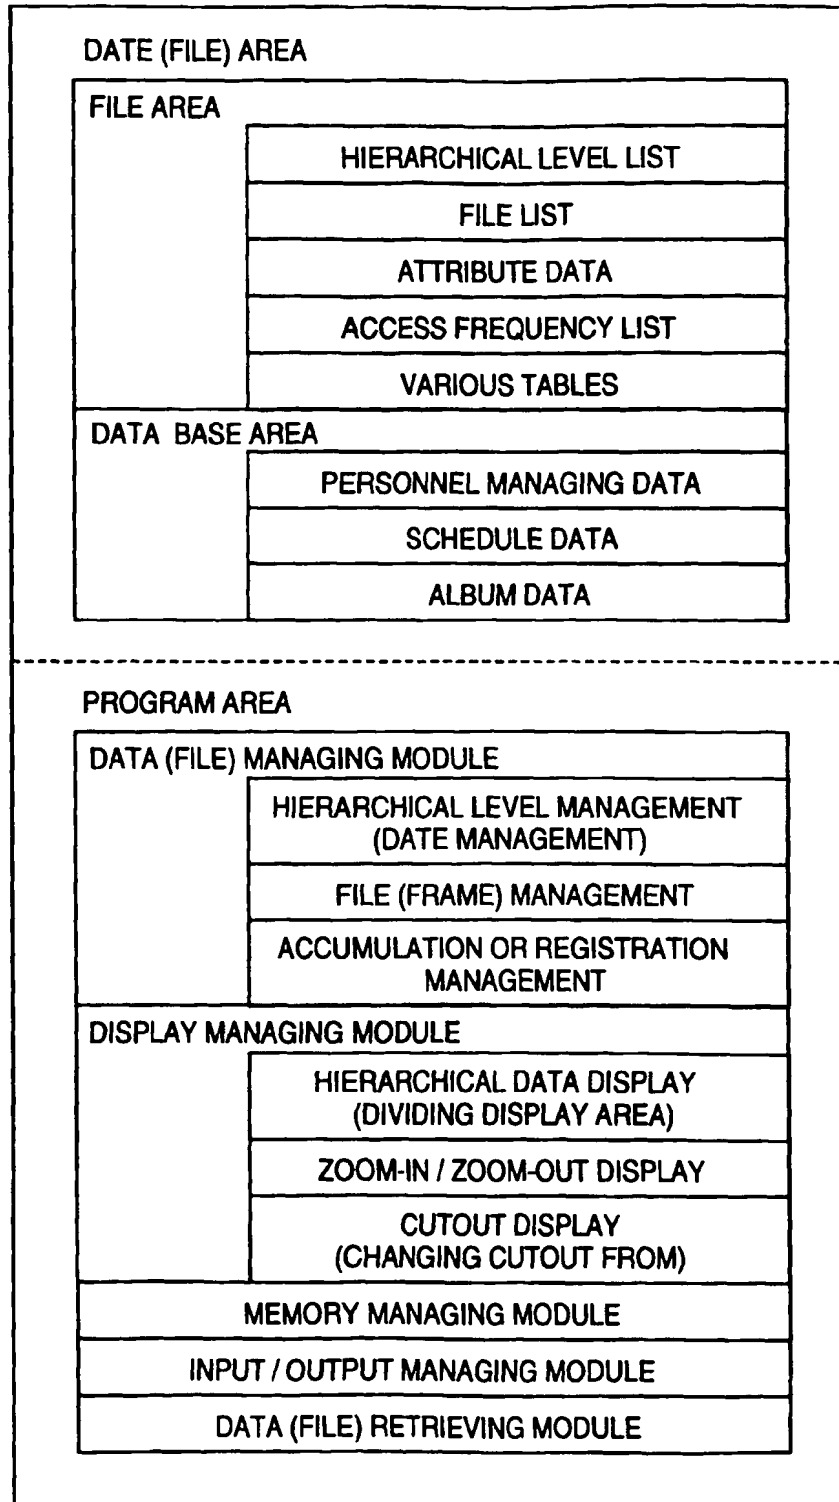 DATE (FILE) AREA
FILE AREA
HIERARCHICAL LEVEL LIST
FILE LIST
ATTRIBUTE DATA
ACCESS FREQUENCY LIST
VARIOUS TABLES
DATA BASE AREA
PERSONNEL MANAGING DATA
SCHEDULE DATA
ALBUM DATA
PROGRAM AREA
DATA (FILE) MANAGING MODULE
HIERARCHICAL LEVEL MANAGEMENT
(DATE MANAGEMENT)
FILE (FRAME) MANAGEMENT
ACCUMULATION OR REGISTRATION
MANAGEMENT
DISPLAY MANAGING MODULE
HIERARCHICAL DATA DISPLAY
(DIVIDING DISPLAY AREA)
ZOOM-IN / ZOOM-OUT DISPLAY
CUTOUT DISPLAY
(CHANGING CUTOUT FROM)
MEMORY MANAGING MODULE
INPUT / OUTPUT MANAGING MODULE
DATA (FILE) RETRIEVING MODULE